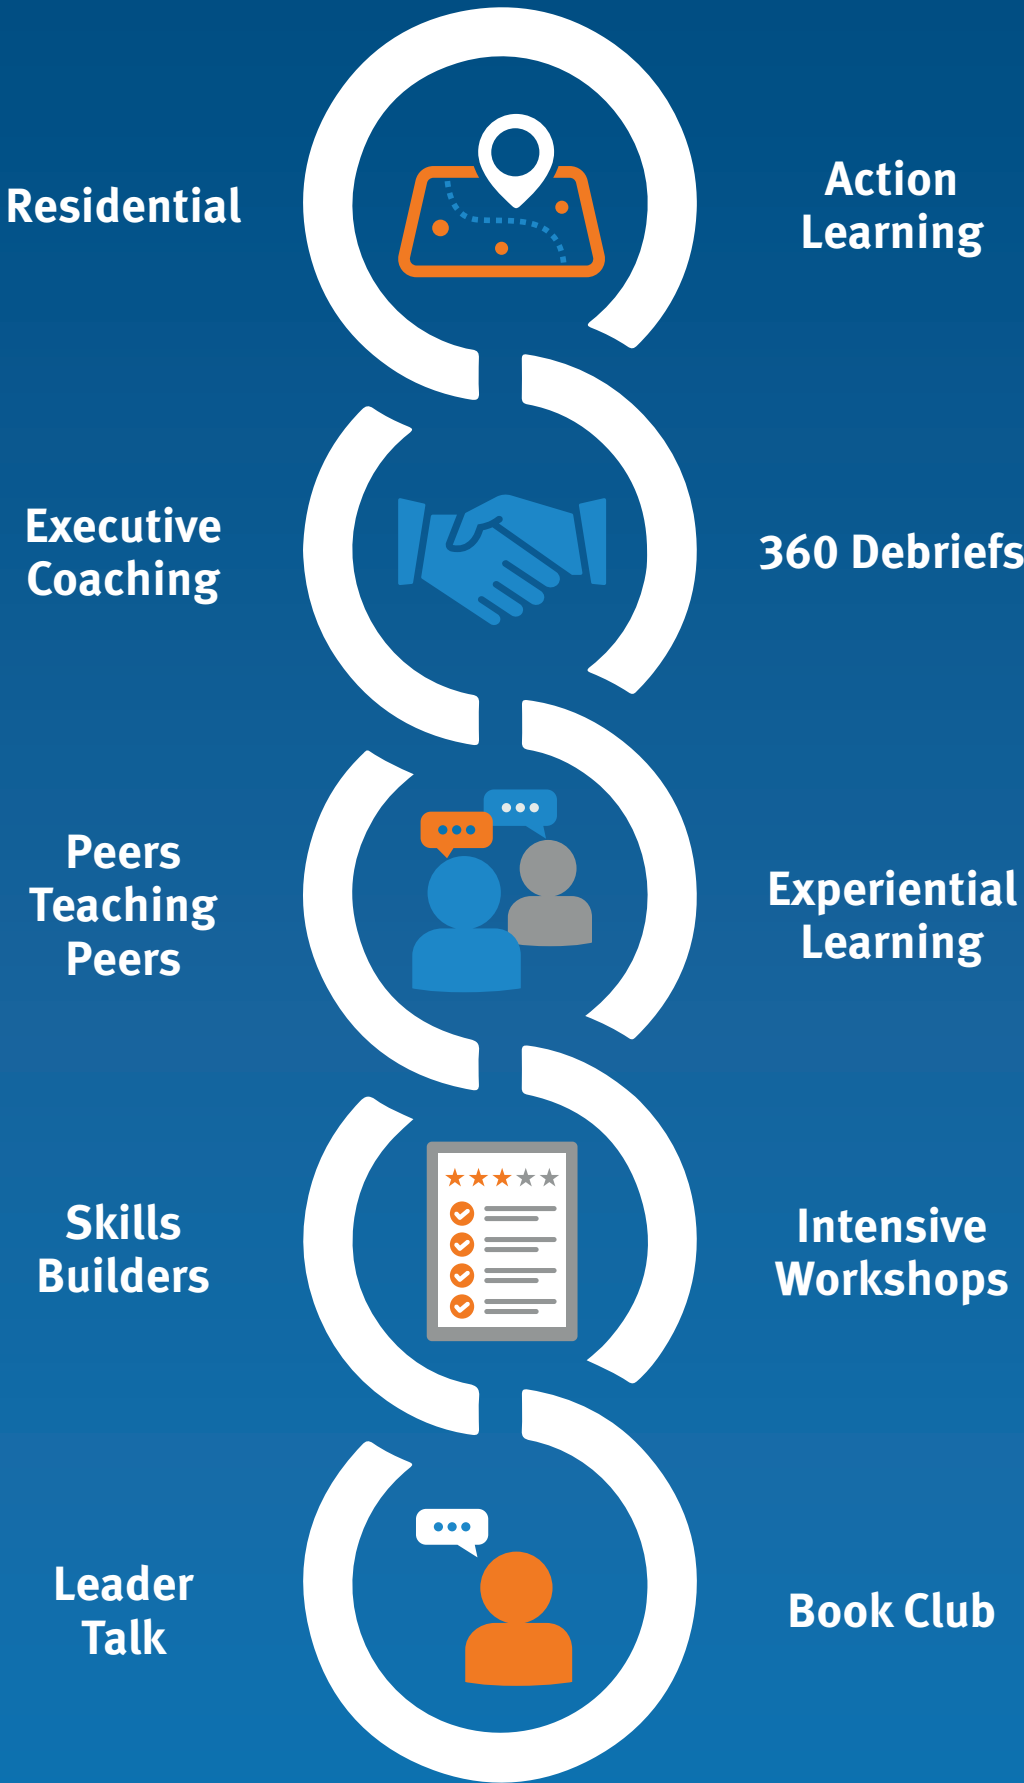 Residential
Action
Learning
Executive
Coaching
360 Debriefs
Peers
Teaching
Peers
Experiential
Learning
Skills
Builders
Intensive
Workshops
Leader
Talk
Book Club